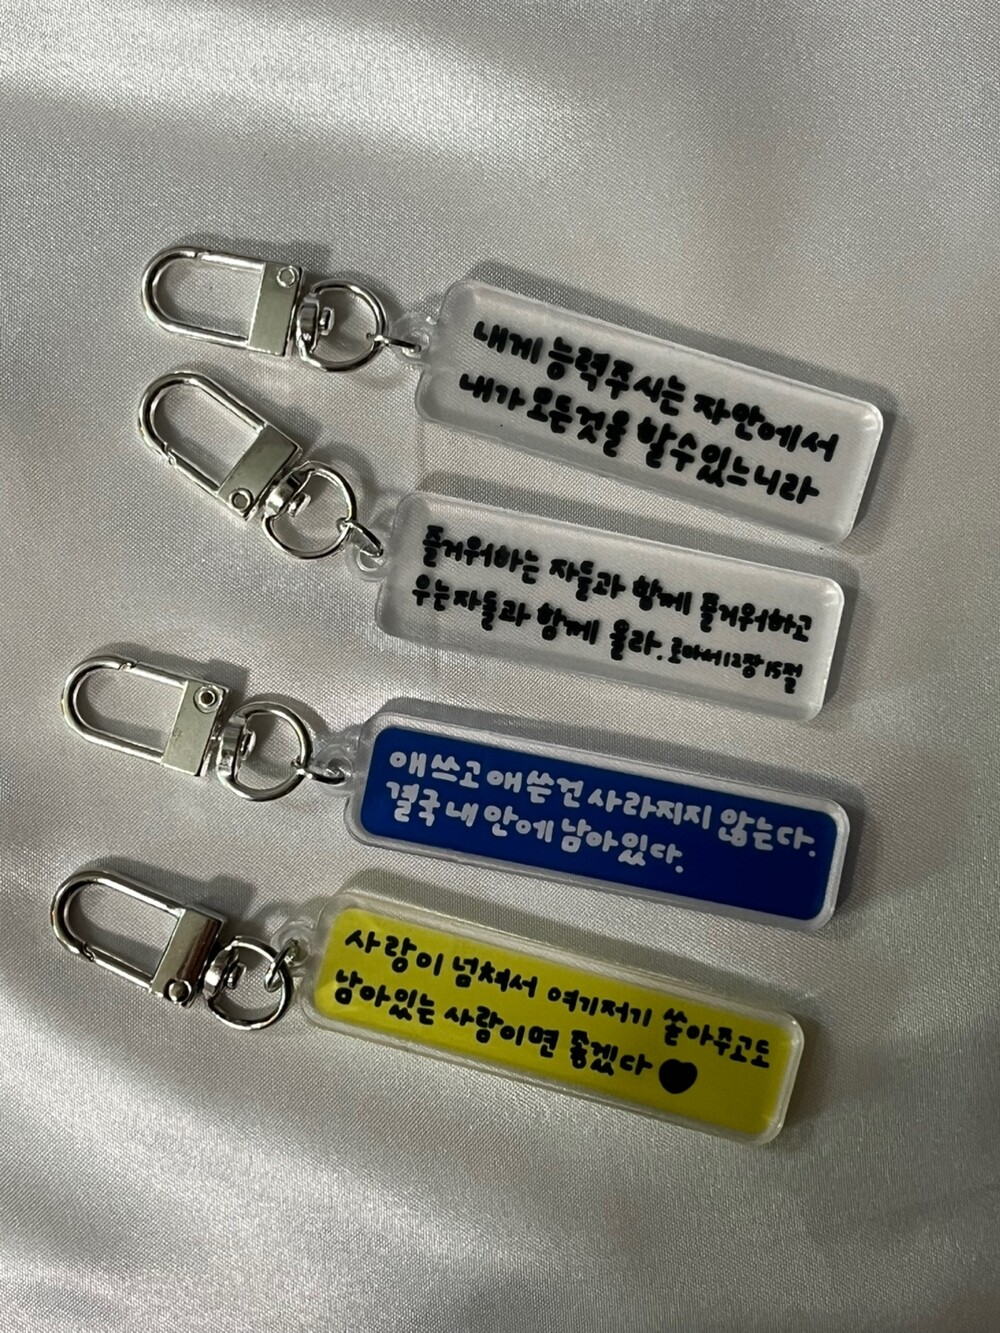 내게 능력주시는 자안에서
내가 모든것을 할수있느니라
즐거워하는 자들과 함께 즐거워하고
우는자들과 함께 울라. 로마서12장15절
애쓰고 애쓴건 사라지지 않는다.
결국 내 안에 남아있다.
사랑이 넘쳐서 여기저기 쏟아주고도
남아있는 사람이면 좋겠다